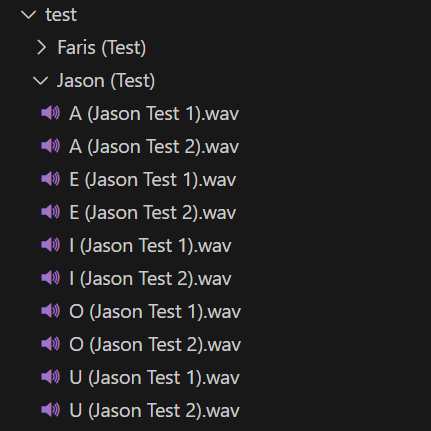 test
Faris (Test)
Jason (Test)
A (Jason Test 1).wav
A (Jason Test 2).wav
E (Jason Test 1).wav
E (Jason Test 2).wav
I (Jason Test 1).wav
I (Jason Test 2).wav
O (Jason Test 1).wav
O (Jason Test 2).wav
U (Jason Test 1).wav
U (Jason Test 2).wav